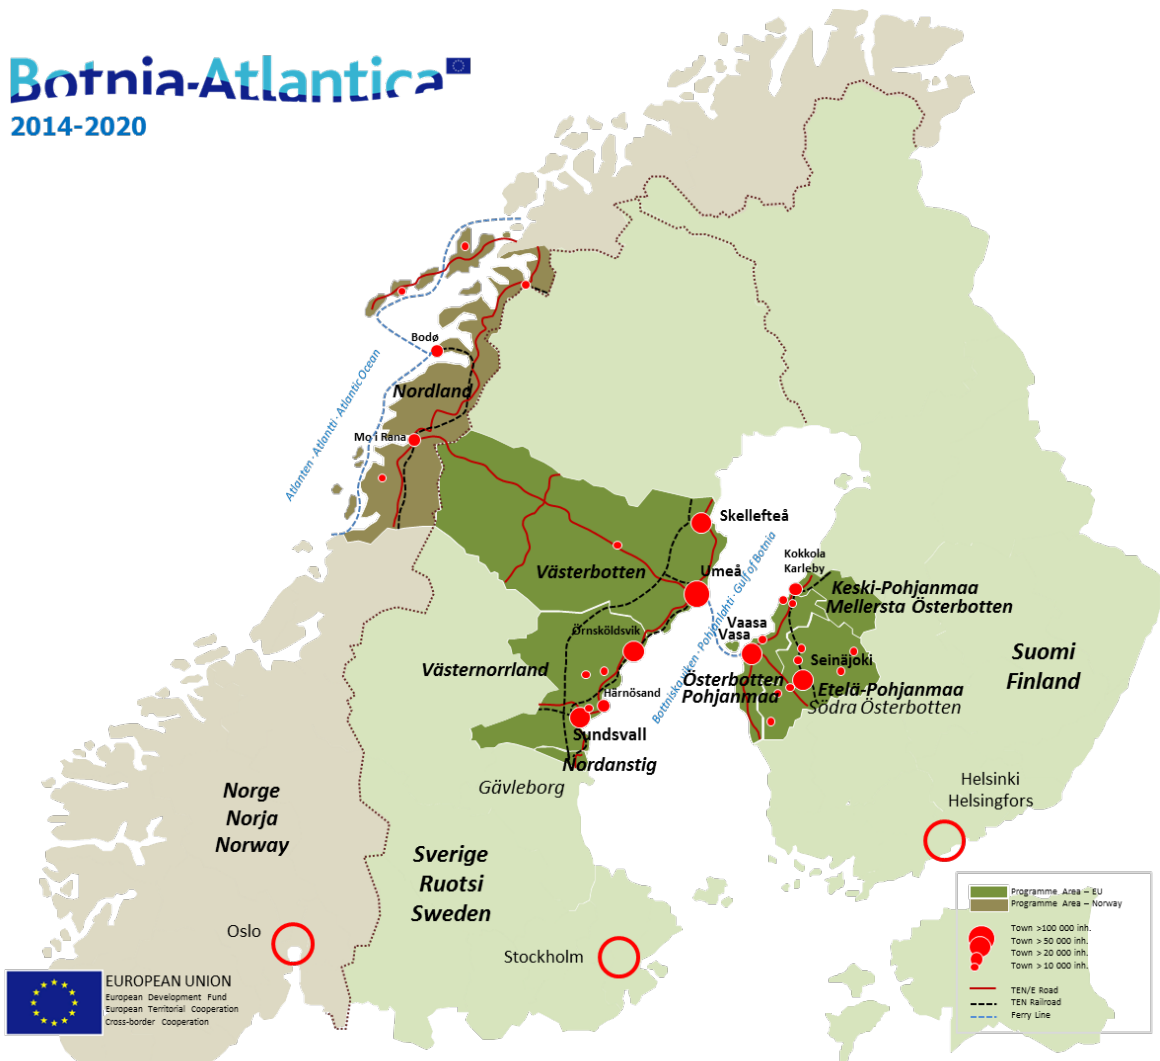 Botnia-Atlantica
2014-2020
Bodø
Nordland
Atlanten - Atlantti - Atlantic Ocean
Mo i Rana
Skellefteå
Umeå
Västerbotten
Bottniska viken - Pohjanlahti - Gulf of Botnia
Kokkola
Karleby
Keski-Pohjanmaa
Mellersta Österbotten
Vaasa
Vasa
Örnsköldsvik
Västernorrland
Seinäjoki
Suomi
Finland
Österbotten
Pohjanmaa
Etelä-Pohjanmaa
Södra Österbotten
Härnösand
Sundsvall
Nordanstig
Gävleborg
Norge
Norja
Norway
Helsinki
Helsingfors
Sverige
Ruotsi
Sweden
Oslo
Stockholm
Programme Area – EU
Programme Area – Norway
Town >100 000 inh.
Town > 50 000 inh.
Town > 20 000 inh.
Town > 10 000 inh.
TEN/E Road
TEN Railroad
Ferry Line
EUROPEAN UNION
European Development Fund
European Territorial Cooperation
Cross-border Cooperation